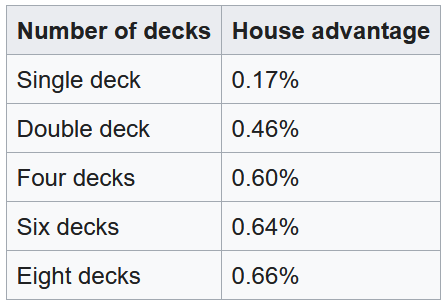 Number of decks House advantage
Single deck 0.17%
Double deck 0.46%
Four decks 0.60%
Six decks 0.64%
Eight decks 0.66%